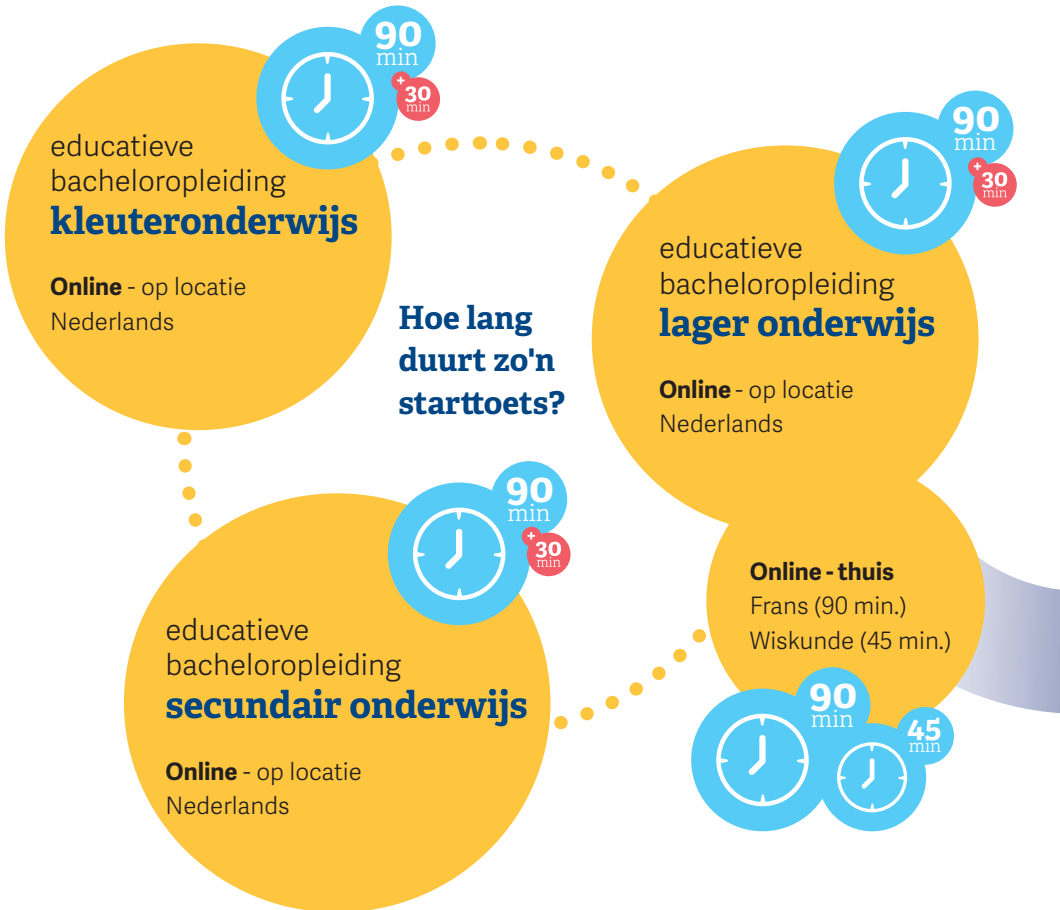 90
min
+
30
min
educatieve
bacheloropleiding
kleuteronderwijs
Online - op locatie
Nederlands
Hoe lang
duurt zo'n
starttoets?
90
min
+
30
min
educatieve
bacheloropleiding
lager onderwijs
Online - op locatie
Nederlands
Online - thuis
Frans (90 min.)
Wiskunde (45 min.)
90
min
45
min
90
min
+
30
min
educatieve
bacheloropleiding
secundair onderwijs
Online - op locatie
Nederlands